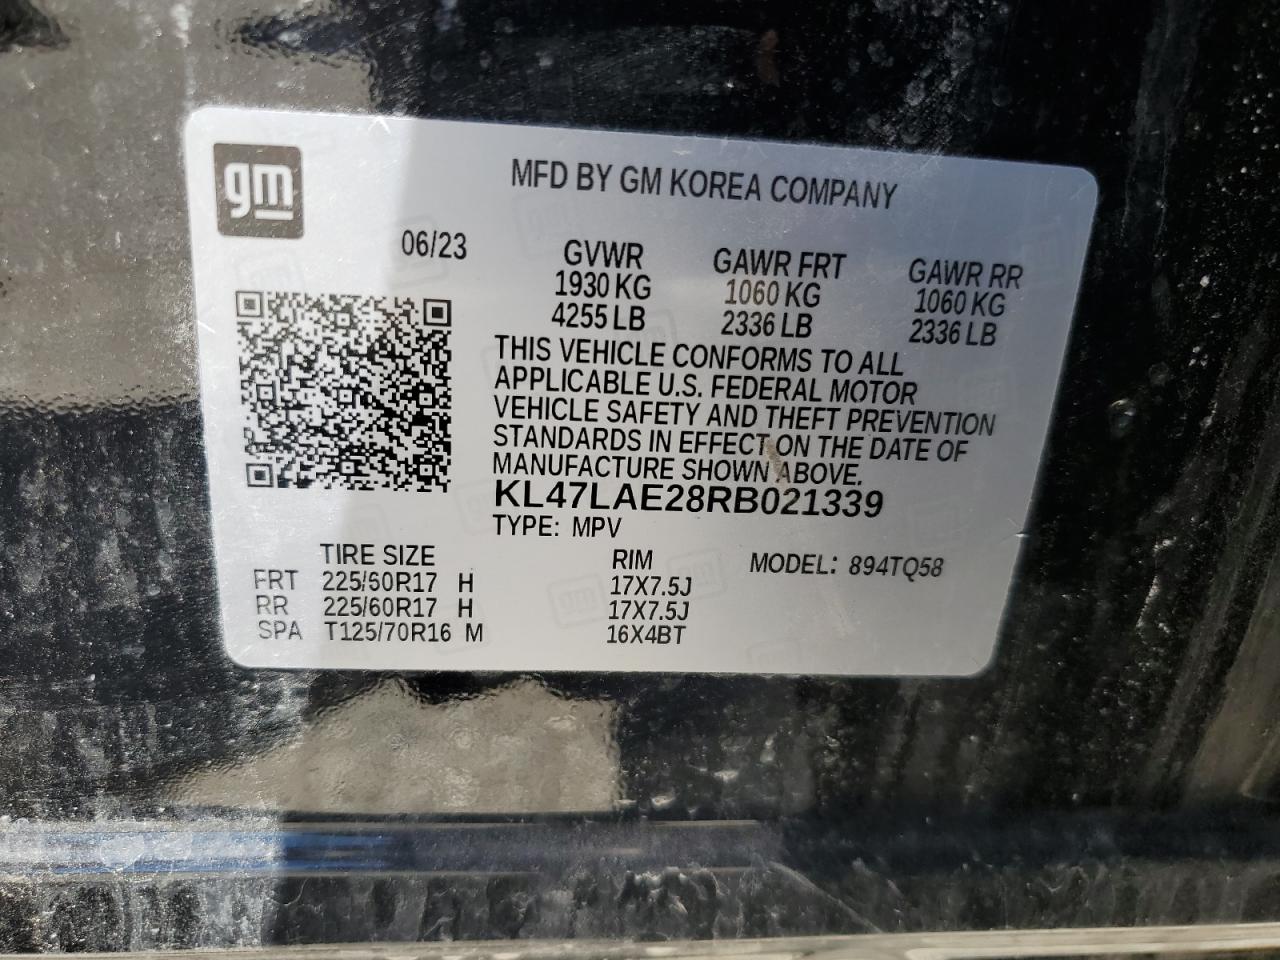 gm
MFD BY GM KOREA COMPANY
06/23
GVWR GAWR FRT GAWR RR
1930 KG 1060 KG 1060 KG
4255 LB 2336 LB 2336 LB
THIS VEHICLE CONFORMS TO ALL
APPLICABLE U.S. FEDERAL MOTOR
VEHICLE SAFETY AND THEFT PREVENTION
STANDARDS IN EFFECT ON THE DATE OF
MANUFACTURE SHOWN ABOVE.
KL47LAE28RB021339
TYPE: MPV
TIRE SIZE RIM MODEL: 894TQ58
FRT 225/60R17 H 17X7.5J
RR 225/60R17 H 17X7.5J
SPA T125/70R16 M 16X4BT